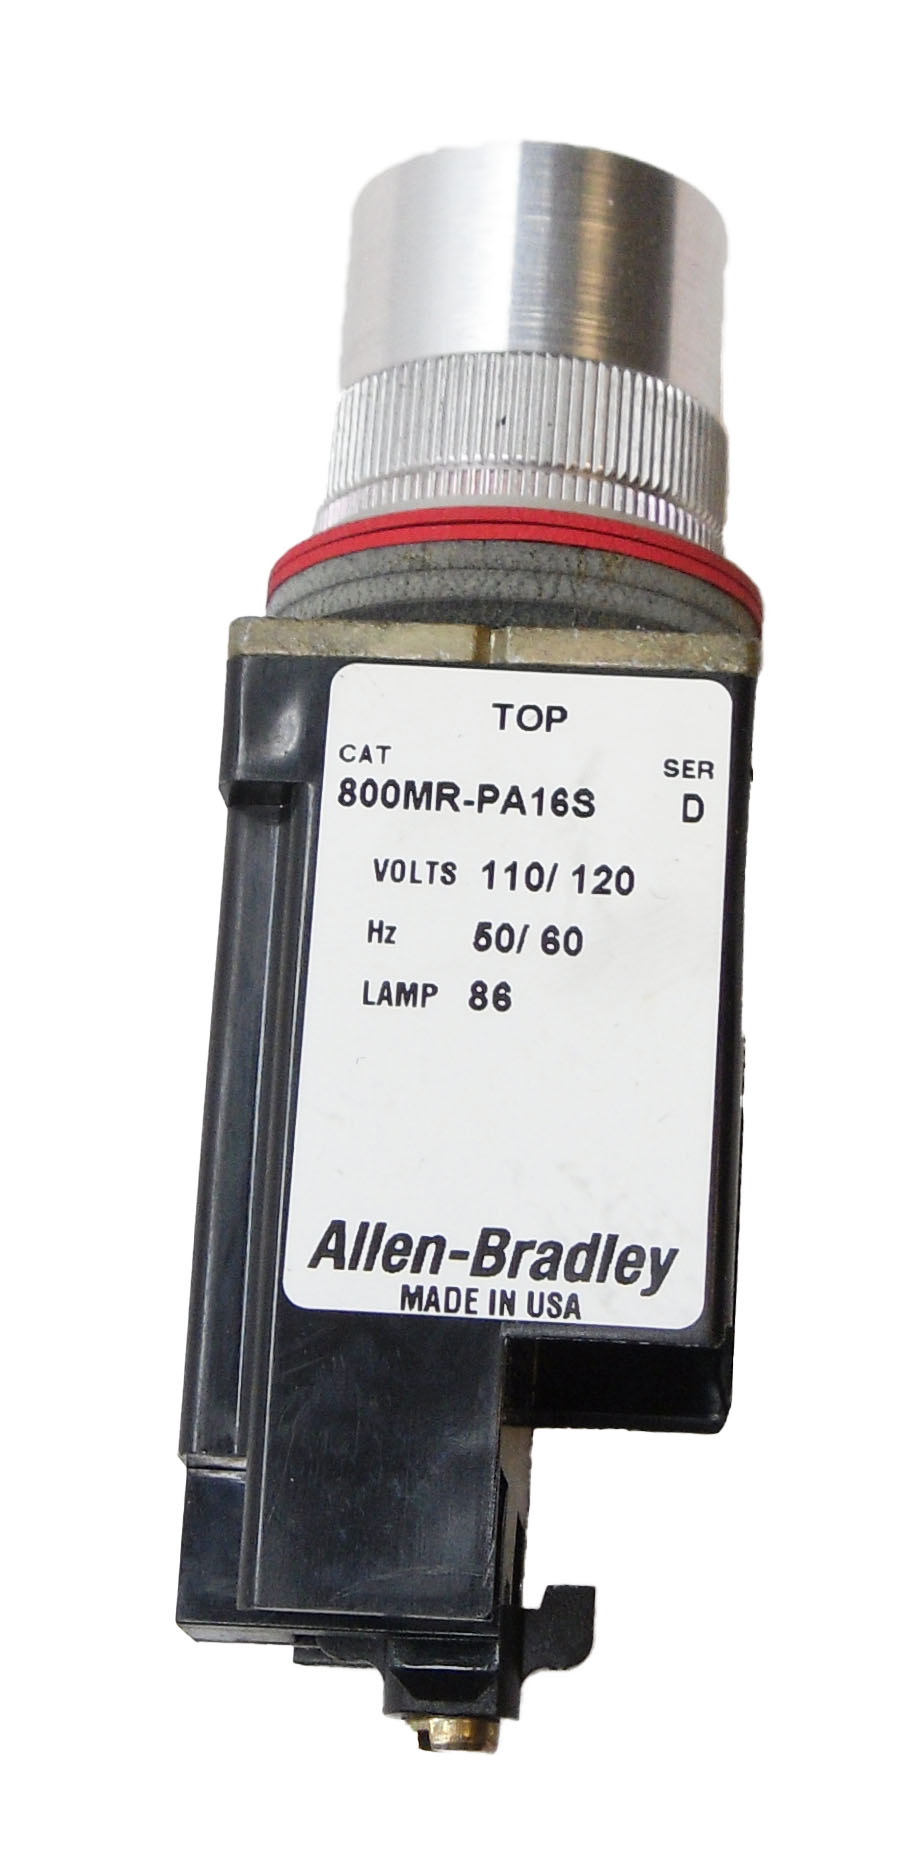 TOP
CAT SER
800MR-PA16S D
VOLTS 110/ 120
Hz 50/ 60
LAMP 86
Allen-Bradley
MADE IN USA